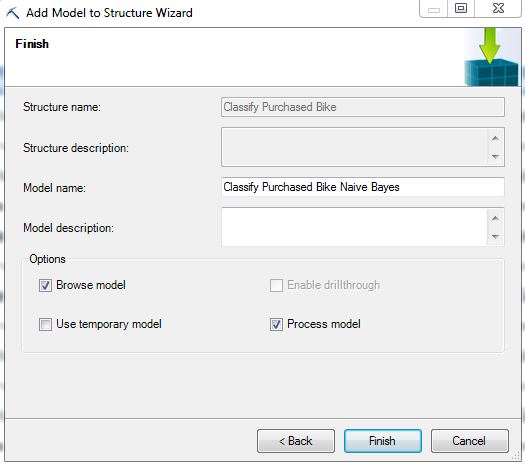 Add Model to Structure Wizard
Finish
Structure name:
Classify Purchased Bike
Structure description:
Model name:
Classify Purchased Bike Naive Bayes
Model description:
Options
Browse model
Enable drillthrough
Use temporary model
Process model
< Back
Finish
Cancel